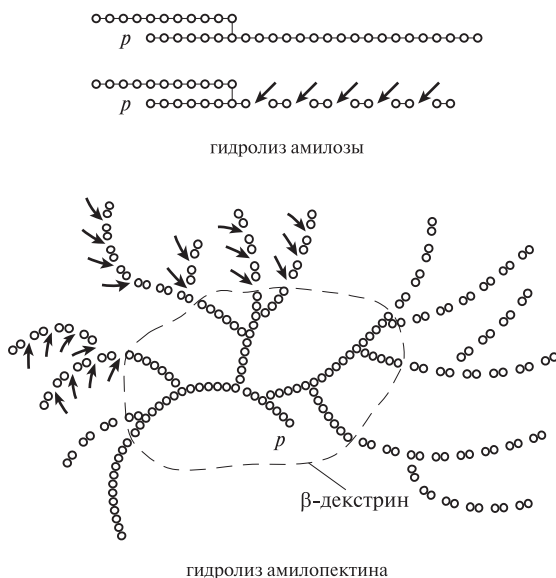 p
p
гидролиз амилозы
p
β-декстрин
гидролиз амилопектина